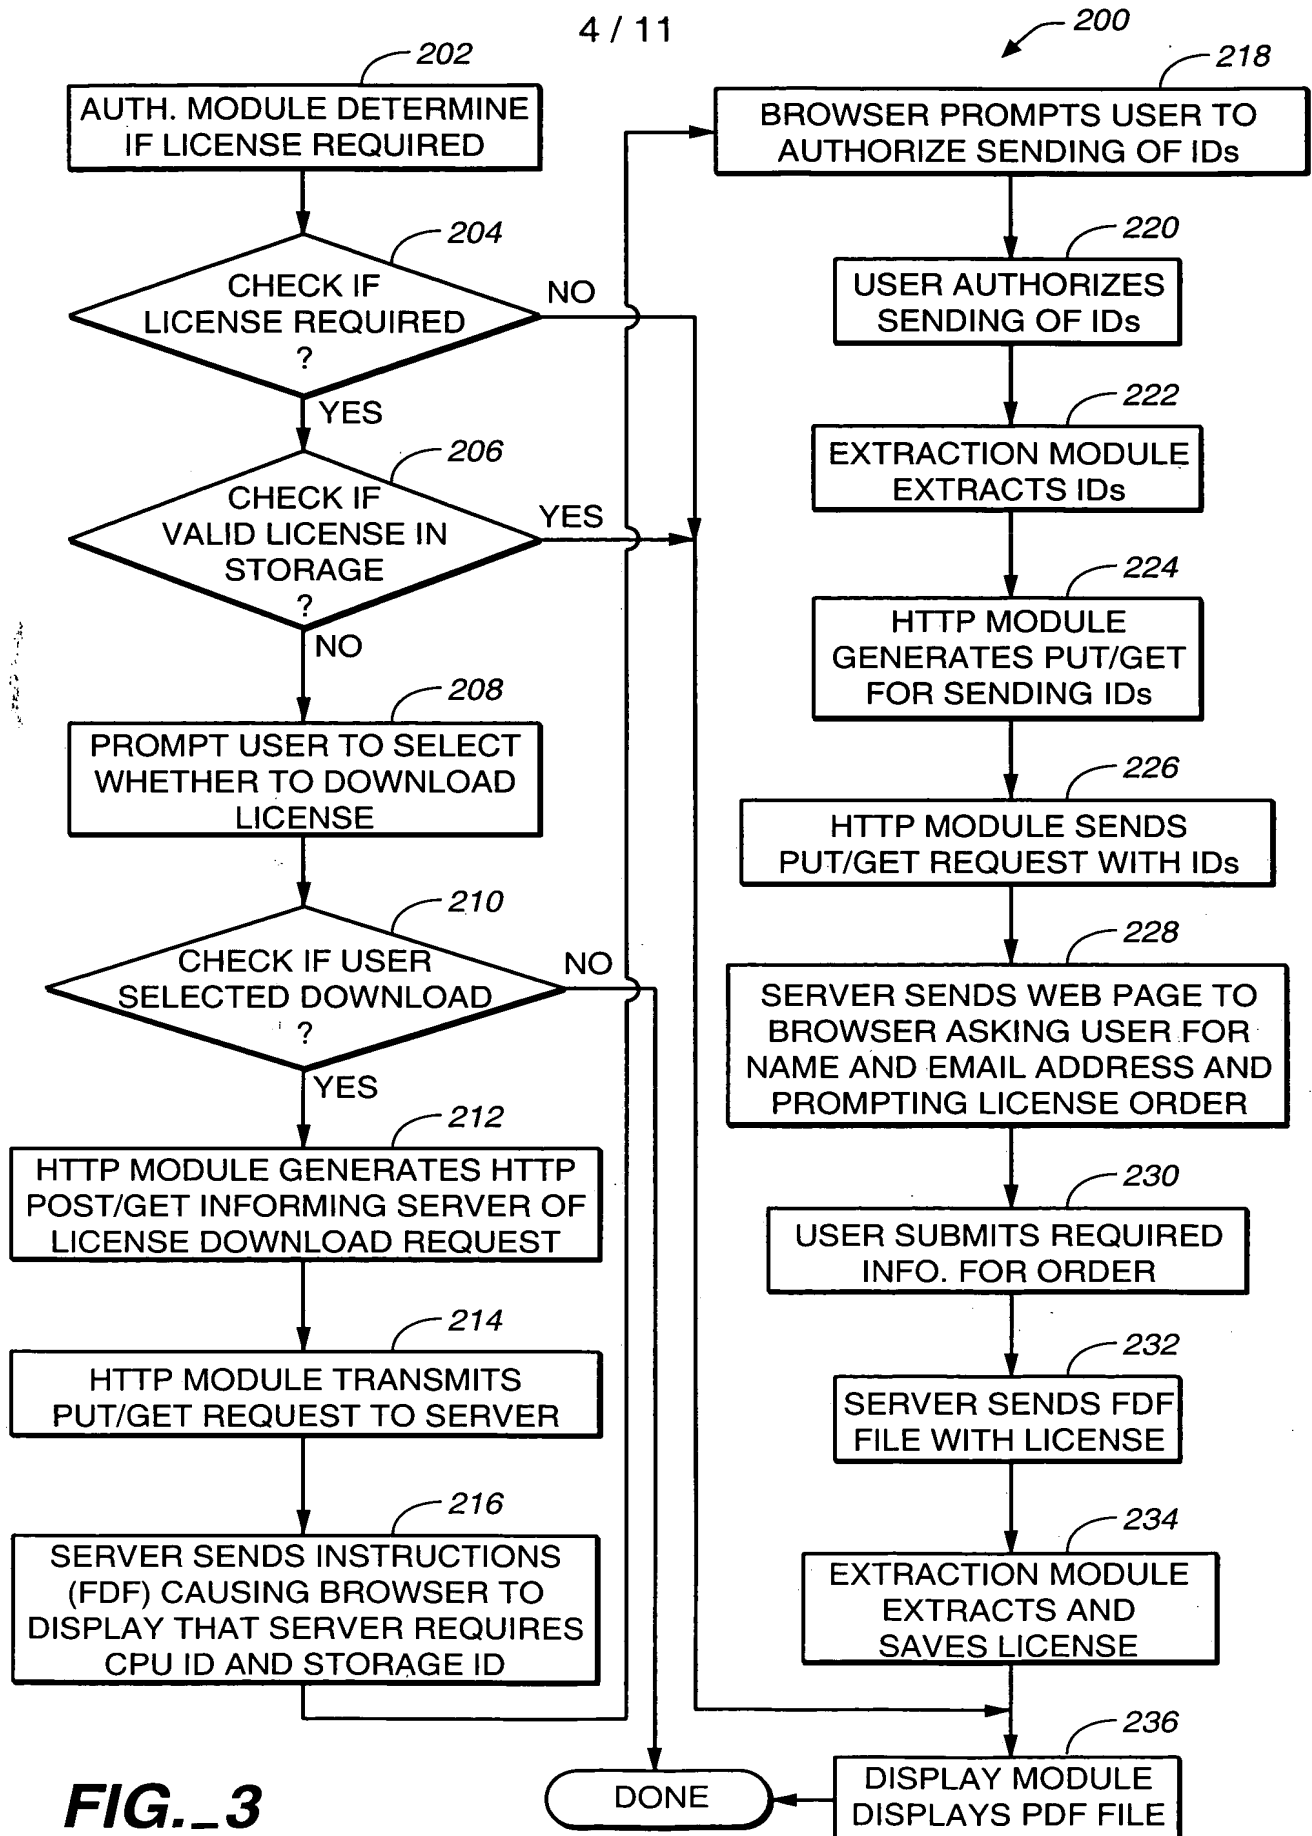 4 / 11
200
202
AUTH. MODULE DETERMINE
IF LICENSE REQUIRED
204
CHECK IF
LICENSE REQUIRED
?
NO
YES
206
CHECK IF
VALID LICENSE IN
STORAGE
?
YES
NO
208
PROMPT USER TO SELECT
WHETHER TO DOWNLOAD
LICENSE
210
CHECK IF USER
SELECTED DOWNLOAD
?
NO
YES
212
HTTP MODULE GENERATES HTTP
POST/GET INFORMING SERVER OF
LICENSE DOWNLOAD REQUEST
214
HTTP MODULE TRANSMITS
PUT/GET REQUEST TO SERVER
216
SERVER SENDS INSTRUCTIONS
(FDF) CAUSING BROWSER TO
DISPLAY THAT SERVER REQUIRES
CPU ID AND STORAGE ID
218
BROWSER PROMPTS USER TO
AUTHORIZE SENDING OF IDs
220
USER AUTHORIZES
SENDING OF IDs
222
EXTRACTION MODULE
EXTRACTS IDs
224
HTTP MODULE
GENERATES PUT/GET
FOR SENDING IDs
226
HTTP MODULE SENDS
PUT/GET REQUEST WITH IDs
228
SERVER SENDS WEB PAGE TO
BROWSER ASKING USER FOR
NAME AND EMAIL ADDRESS AND
PROMPTING LICENSE ORDER
230
USER SUBMITS REQUIRED
INFO. FOR ORDER
232
SERVER SENDS FDF
FILE WITH LICENSE
234
EXTRACTION MODULE
EXTRACTS AND
SAVES LICENSE
236
DISPLAY MODULE
DISPLAYS PDF FILE
DONE
FIG._3